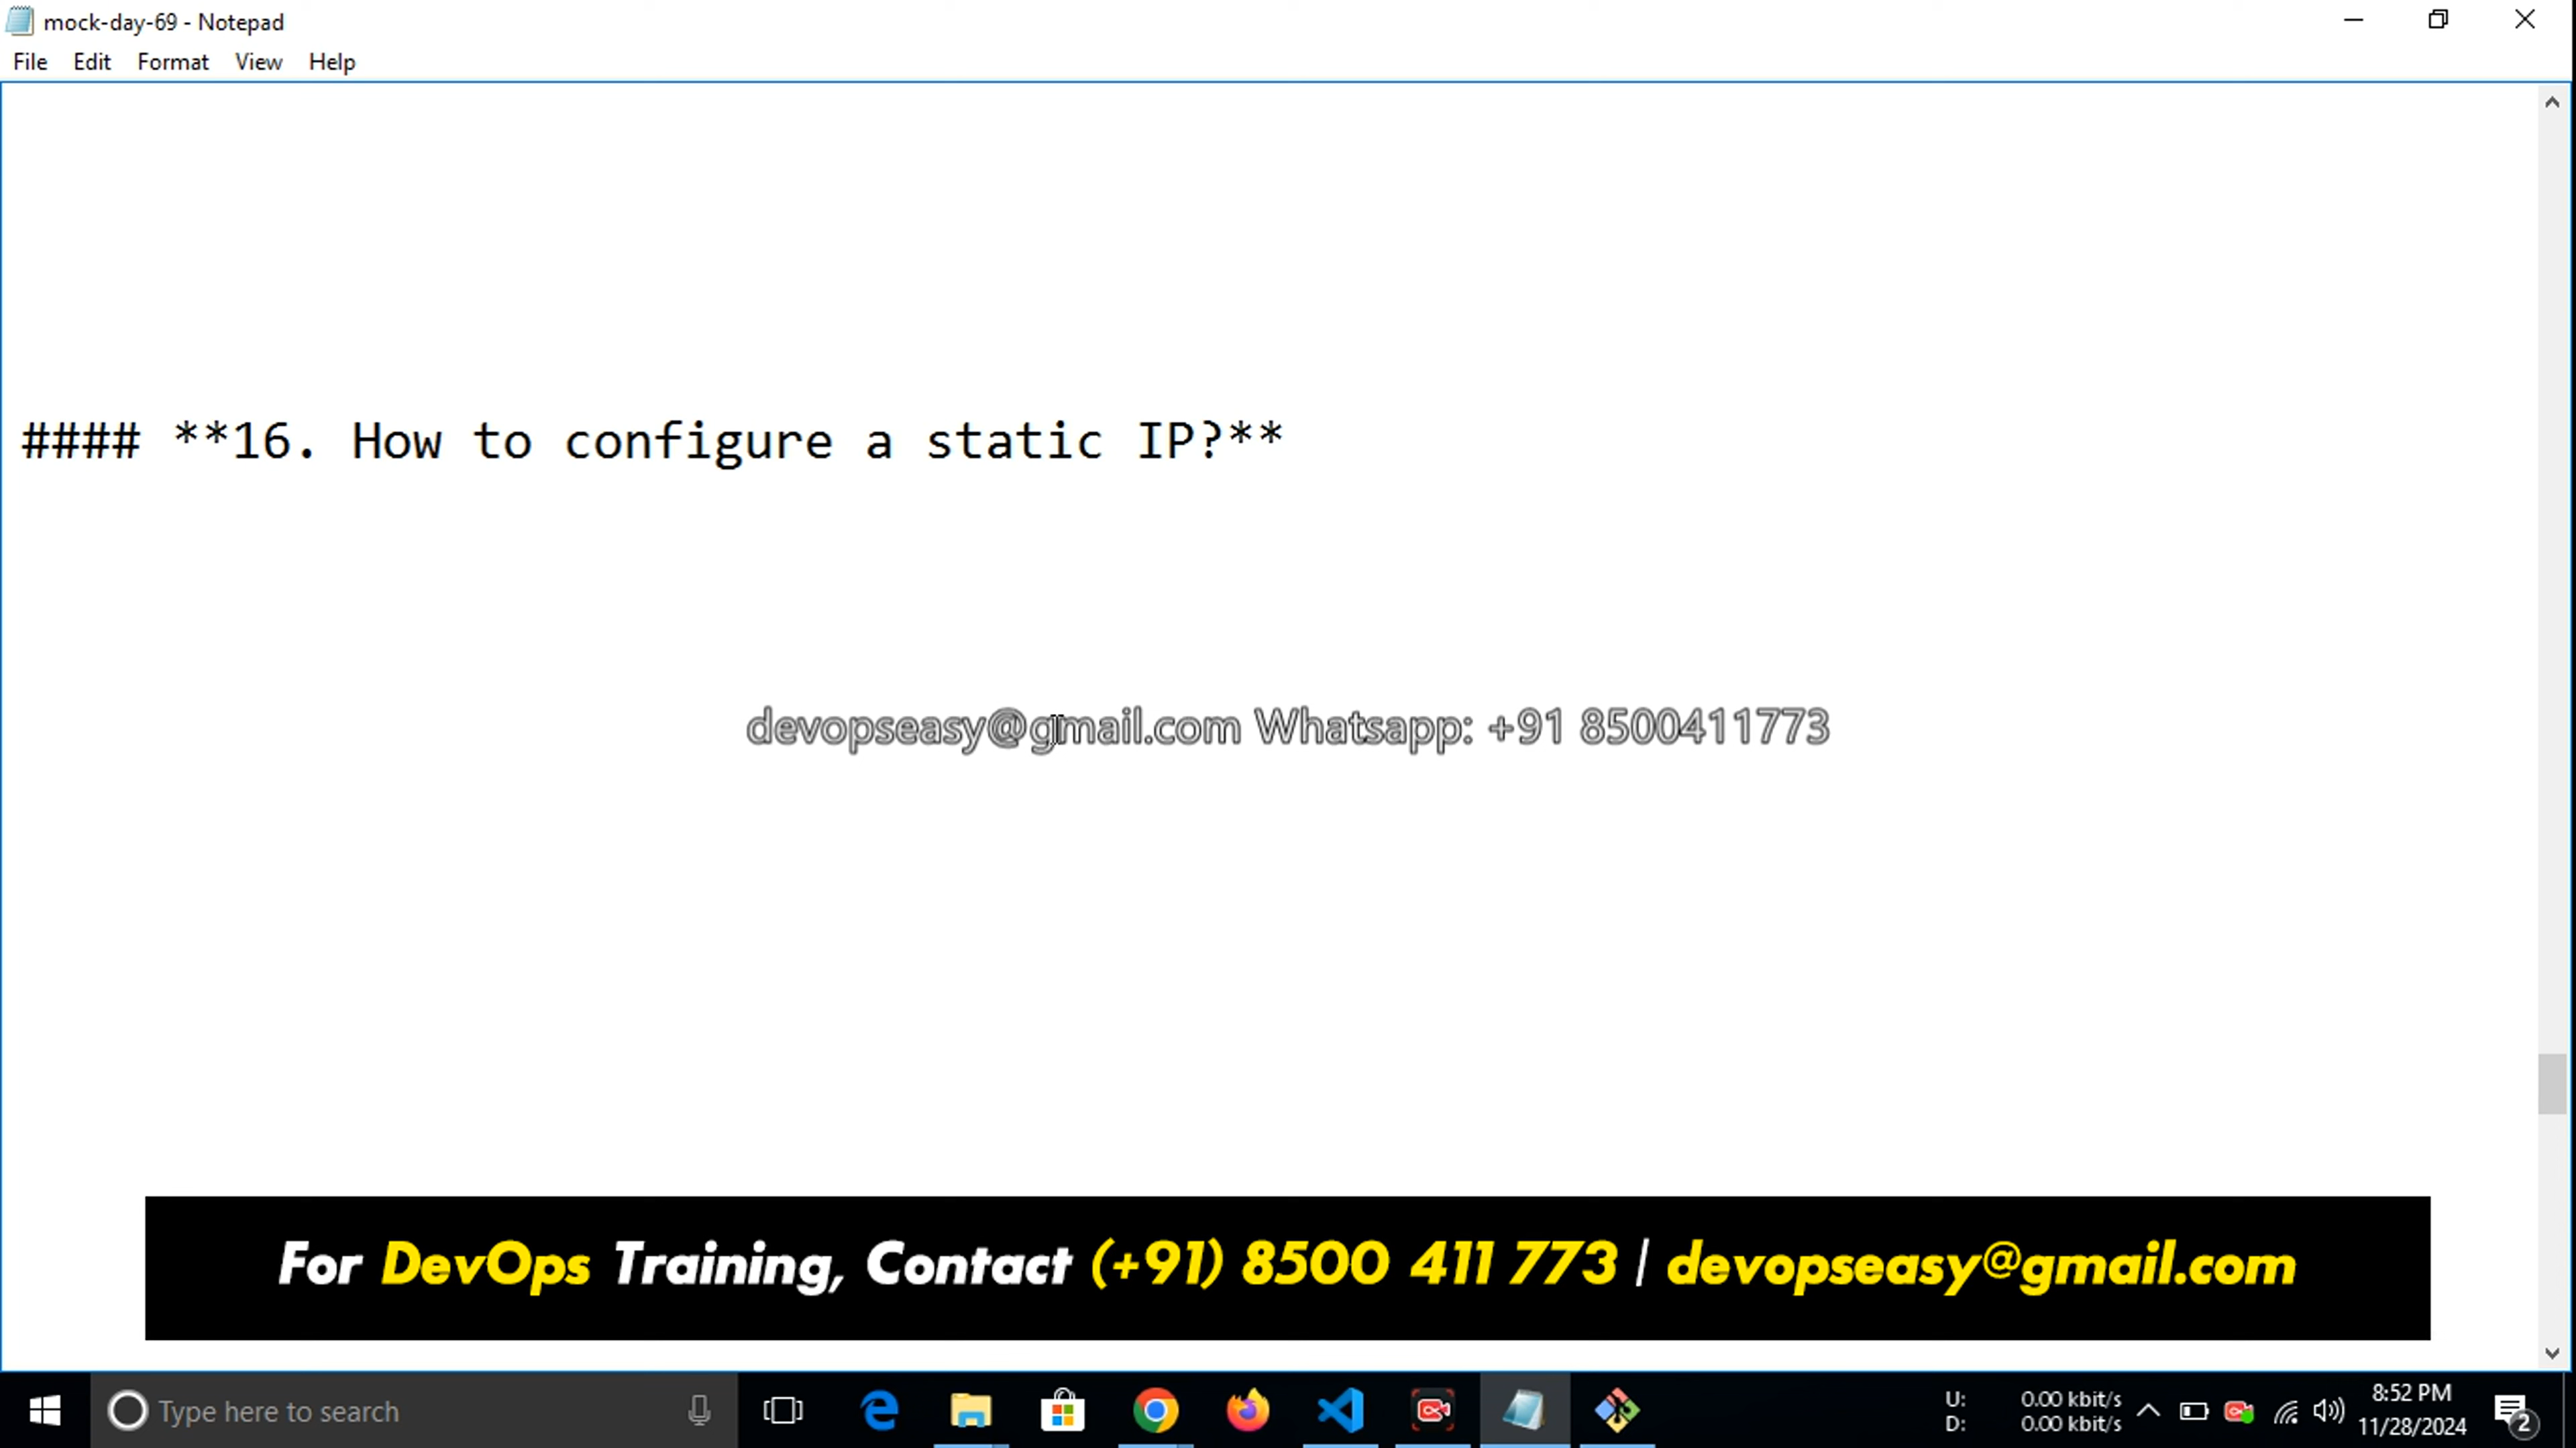 mock-day-69 - Notepad
File Edit Format View Help
#### **16. How to configure a static IP?**
devopseasy@gmail.com Whatsapp: +91 8500411773
For DevOps Training, Contact (+91) 8500 411 773 | devopseasy@gmail.com
Type here to search
U: 0.00 kbit/s
D: 0.00 kbit/s
8:52 PM
11/28/2024
2